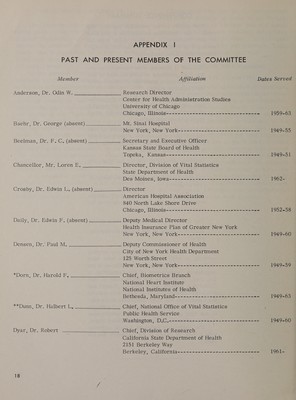 APPENDIX I
PAST AND PRESENT MEMBERS OF THE COMMITTEE
Member Affiliation Dates Served
Anderson, Dr. Odin W. Research Director
Center for Health Administration Studies
University of Chicago
Chicago, Illinois 1959-63
Baehr, Dr. George (absent) Mt. Sinai Hospital
New York, New York 1949-55
Beelman, Dr. F. C. (absent) Secretary and Executive Officer
Kansas State Board of Health
Topeka, Kansas 1949-51
Chancellor, Mr. Loren E. Director, Division of Vital Statistics
State Department of Health
Des Moines, Iowa 1962-
Crosby, Dr. Edwin L. (absent) Director
American Hospital Association
840 North Lake Shore Drive
Chicago, Illinois 1952-58
Daily, Dr. Edwin F. (absent) Deputy Medical Director
Health Insurance Plan of Greater New York
New York, New York 1949-60
Densen, Dr. Paul M. Deputy Commissioner of Health
City of New York Health Department
125 Worth Street
New York, New York 1949-59
*Dorn, Dr. Harold F. Chief, Biometrics Branch
National Heart Institute
National Institutes of Health
Bethesda, Maryland 1949-63
**Dunn, Dr. Halbert L. Chief, National Office of Vital Statistics
Public Health Service
Washington, D.C. 1949-60
Dyar, Dr. Robert Chief, Division of Research
California State Department of Health
2151 Berkeley Way
Berkeley, California 1961-
18